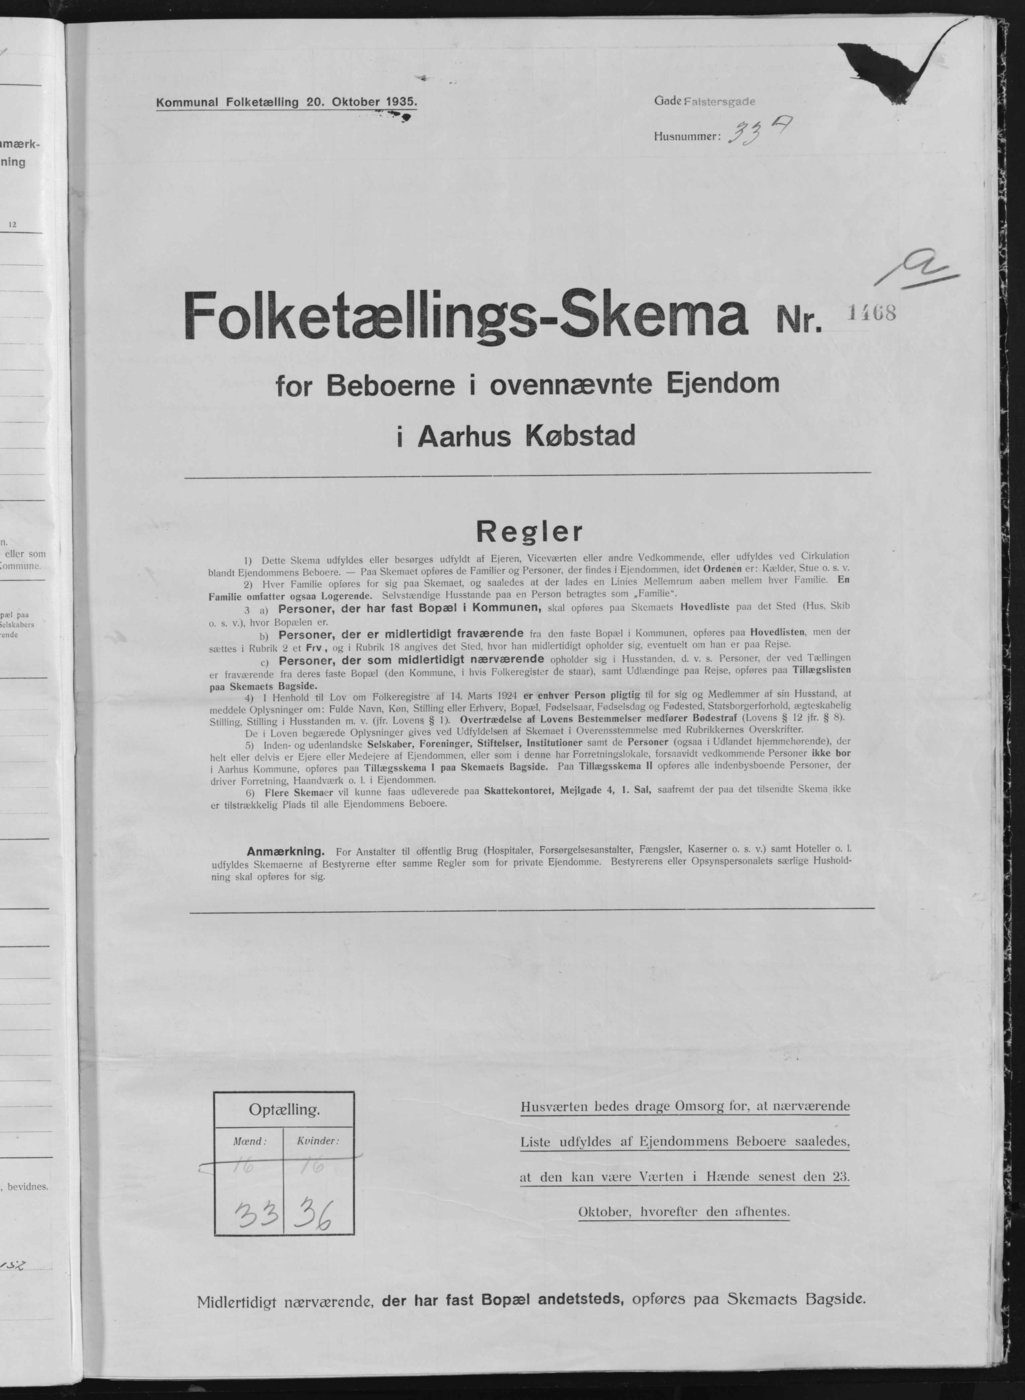 mærk-
ning
12
n.
eller som
Kommune.
pæl paa
Selskabers
ende
, bevidnes.
152
Kommunal Folketælling 20. Oktober 1935.
Gade Falstersgade
Husnummer: 33 A
a
Folketællings-Skema Nr. 1468
for Beboerne i ovennævnte Ejendom
i Aarhus Købstad
Regler
1) Dette Skema udfyldes eller besørges udfyldt af Ejeren, Viceværten eller andre Vedkommende, eller udfyldes ved Cirkulation
blandt Ejendommens Beboere. — Paa Skemaet opføres de Familier og Personer, der findes i Ejendommen, idet Ordenen er: Kælder, Stue o. s. v.
2) Hver Familie opføres for sig paa Skemaet, og saaledes at der lades en Linies Mellemrum aaben mellem hver Familie. En
Familie omfatter ogsaa Logerende. Selvstændige Husstande paa en Person betragtes som „Familie“.
3 a) Personer, der har fast Bopæl i Kommunen, skal opføres paa Skemaets Hovedliste paa det Sted (Hus, Skib
o. s. v.), hvor Bopælen er.
b) Personer, der er midlertidigt fraværende fra den faste Bopæl i Kommunen, opføres paa Hovedlisten, men der
sættes i Rubrik 2 et Frv., og i Rubrik 18 angives det Sted, hvor han midlertidigt opholder sig, eventuelt om han er paa Rejse.
c) Personer, der som midlertidigt nærværende opholder sig i Husstanden, d. v. s. Personer, der ved Tællingen
er fraværende fra deres faste Bopæl (den Kommune, i hvis Folkeregister de staar), samt Udlændinge paa Rejse, opføres paa Tillægslisten
paa Skemaets Bagside.
4) I Henhold til Lov om Folkeregistre af 14. Marts 1924 er enhver Person pligtig til for sig og Medlemmer af sin Husstand, at
meddele Oplysninger om: Fulde Navn, Køn, Stilling eller Erhverv, Bopæl, Fødselsaar, Fødselsdag og Fødested, Statsborgerforhold, ægteskabelig
Stilling, Stilling i Husstanden m. v. (jfr. Lovens § 1). Overtrædelse af Lovens Bestemmelser medfører Bødestraf (Lovens § 12 jfr. § 8).
De i Loven begærede Oplysninger gives ved Udfyldelsen af Skemaet i Overensstemmelse med Rubrikkernes Overskrifter.
5) Inden- og udenlandske Selskaber, Foreninger, Stiftelser, Institutioner samt de Personer (ogsaa i Udlandet hjemmehørende), der
helt eller delvis er Ejere eller Medejere af Ejendommen, eller som i denne har Forretningslokale, forsaavidt vedkommende Personer ikke bor
i Aarhus Kommune, opføres paa Tillægsskema I paa Skemaets Bagside. Paa Tillægsskema II opføres alle indenbysboende Personer, der
driver Forretning, Haandværk o. l. i Ejendommen.
6) Flere Skemaer vil kunne faas udleverede paa Skattekontoret, Mejlgade 4, 1. Sal, saafremt der paa det tilsendte Skema ikke
er tilstrækkelig Plads til alle Ejendommens Beboere.
Anmærkning. For Anstalter til offentlig Brug (Hospitaler, Forsørgelsesanstalter, Fængsler, Kaserner o. s. v.) samt Hoteller o. l.
udfyldes Skemaerne af Bestyrerne efter samme Regler som for private Ejendomme. Bestyrerens eller Opsynspersonalets særlige Hushold-
ning skal opføres for sig.
Optælling.
Mænd: Kvinder:
16 16
33 36
Husværten bedes drage Omsorg for, at nærværende
Liste udfyldes af Ejendommens Beboere saaledes,
at den kan være Værten i Hænde senest den 23.
Oktober, hvorefter den afhentes.
Midlertidigt nærværende, der har fast Bopæl andetsteds, opføres paa Skemaets Bagside.